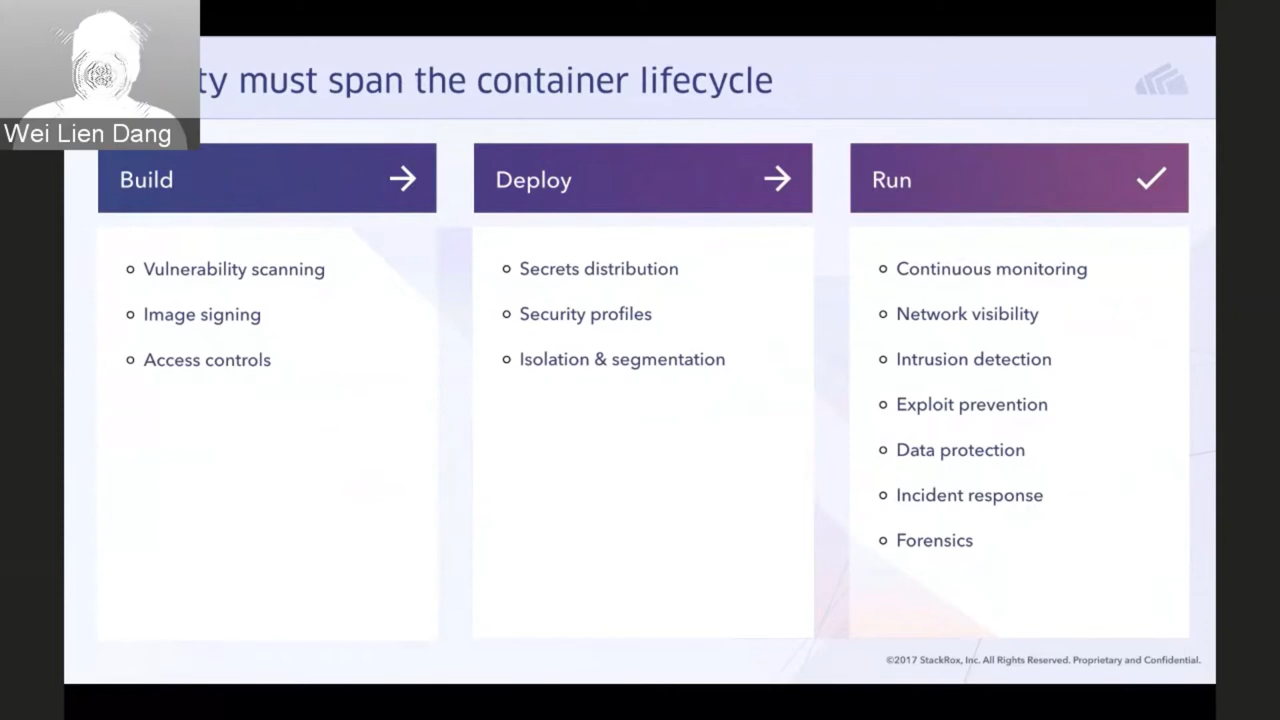 ty must span the container lifecycle
Wei Lien Dang
Build
Vulnerability scanning
Image signing
Access controls
Deploy
Secrets distribution
Security profiles
Isolation & segmentation
Run
Continuous monitoring
Network visibility
Intrusion detection
Exploit prevention
Data protection
Incident response
Forensics
©2017 StackRox, Inc. All Rights Reserved. Proprietary and Confidential.